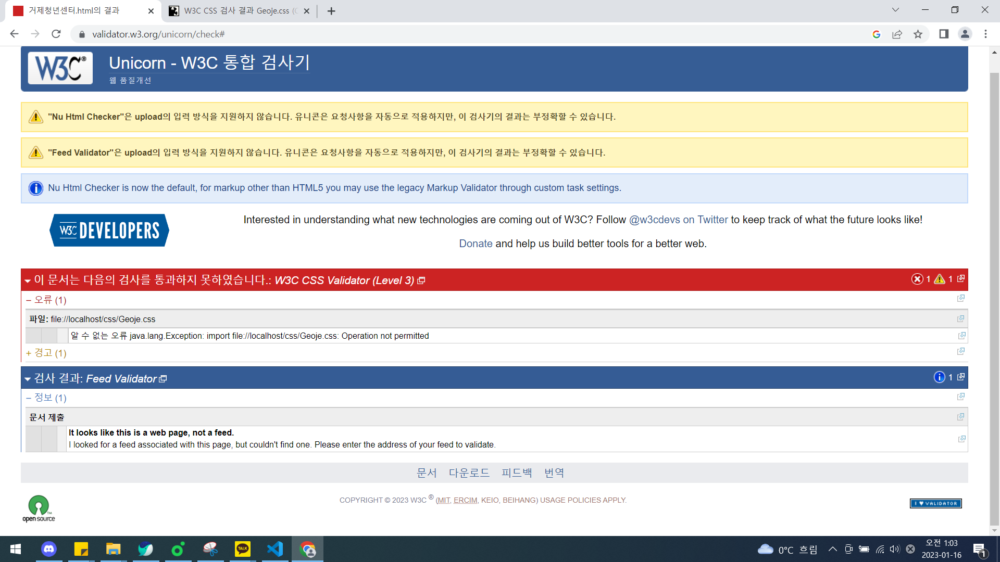 거제청년센터.html의 결과
W3C CSS 검사 결과 Geoje.css (C
validator.w3.org/unicorn/check#
W3C®
Unicorn - W3C 통합 검사기
웹 품질개선
"Nu Html Checker"은 upload의 입력 방식을 지원하지 않습니다. 유니콘은 요청사항을 자동으로 적용하지만, 이 검사기의 결과는 부정확할 수 있습니다.
"Feed Validator"은 upload의 입력 방식을 지원하지 않습니다. 유니콘은 요청사항을 자동으로 적용하지만, 이 검사기의 결과는 부정확할 수 있습니다.
Nu Html Checker is now the default, for markup other than HTML5 you may use the legacy Markup Validator through custom task settings.
W3C DEVELOPERS
Interested in understanding what new technologies are coming out of W3C? Follow @w3cdevs on Twitter to keep track of what the future looks like!
Donate and help us build better tools for a better web.
이 문서는 다음의 검사를 통과하지 못하였습니다.: W3C CSS Validator (Level 3) 1 1
− 오류 (1)
파일: file://localhost/css/Geoje.css
알 수 없는 오류 java.lang.Exception: import file://localhost/css/Geoje.css: Operation not permitted
+ 경고 (1)
검사 결과: Feed Validator 1
− 정보 (1)
문서 제출
It looks like this is a web page, not a feed.
I looked for a feed associated with this page, but couldn't find one. Please enter the address of your feed to validate.
문서 다운로드 피드백 번역
COPYRIGHT © 2023 W3C ® (MIT, ERCIM, KEIO, BEIHANG) USAGE POLICIES APPLY.
open source™
I ♥ VALIDATOR
TALK
0°C 흐림
오전 1:03
2023-01-16
1